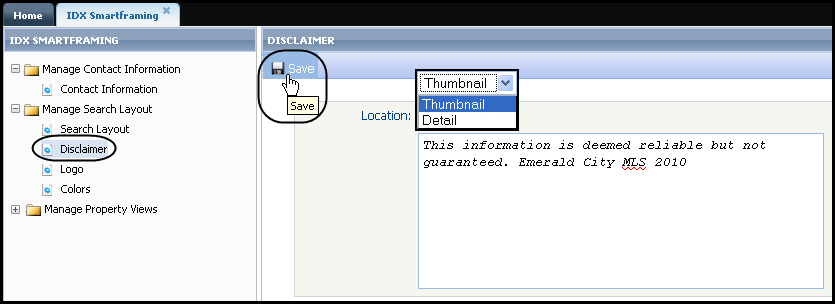 Home
IDX Smartframing
IDX SMARTFRAMING
Manage Contact Information
Contact Information
Manage Search Layout
Search Layout
Disclaimer
Logo
Colors
Manage Property Views
DISCLAIMER
Save
Save
Thumbnail
Thumbnail
Detail
Location:
This information is deemed reliable but not
guaranteed. Emerald City MLS 2010